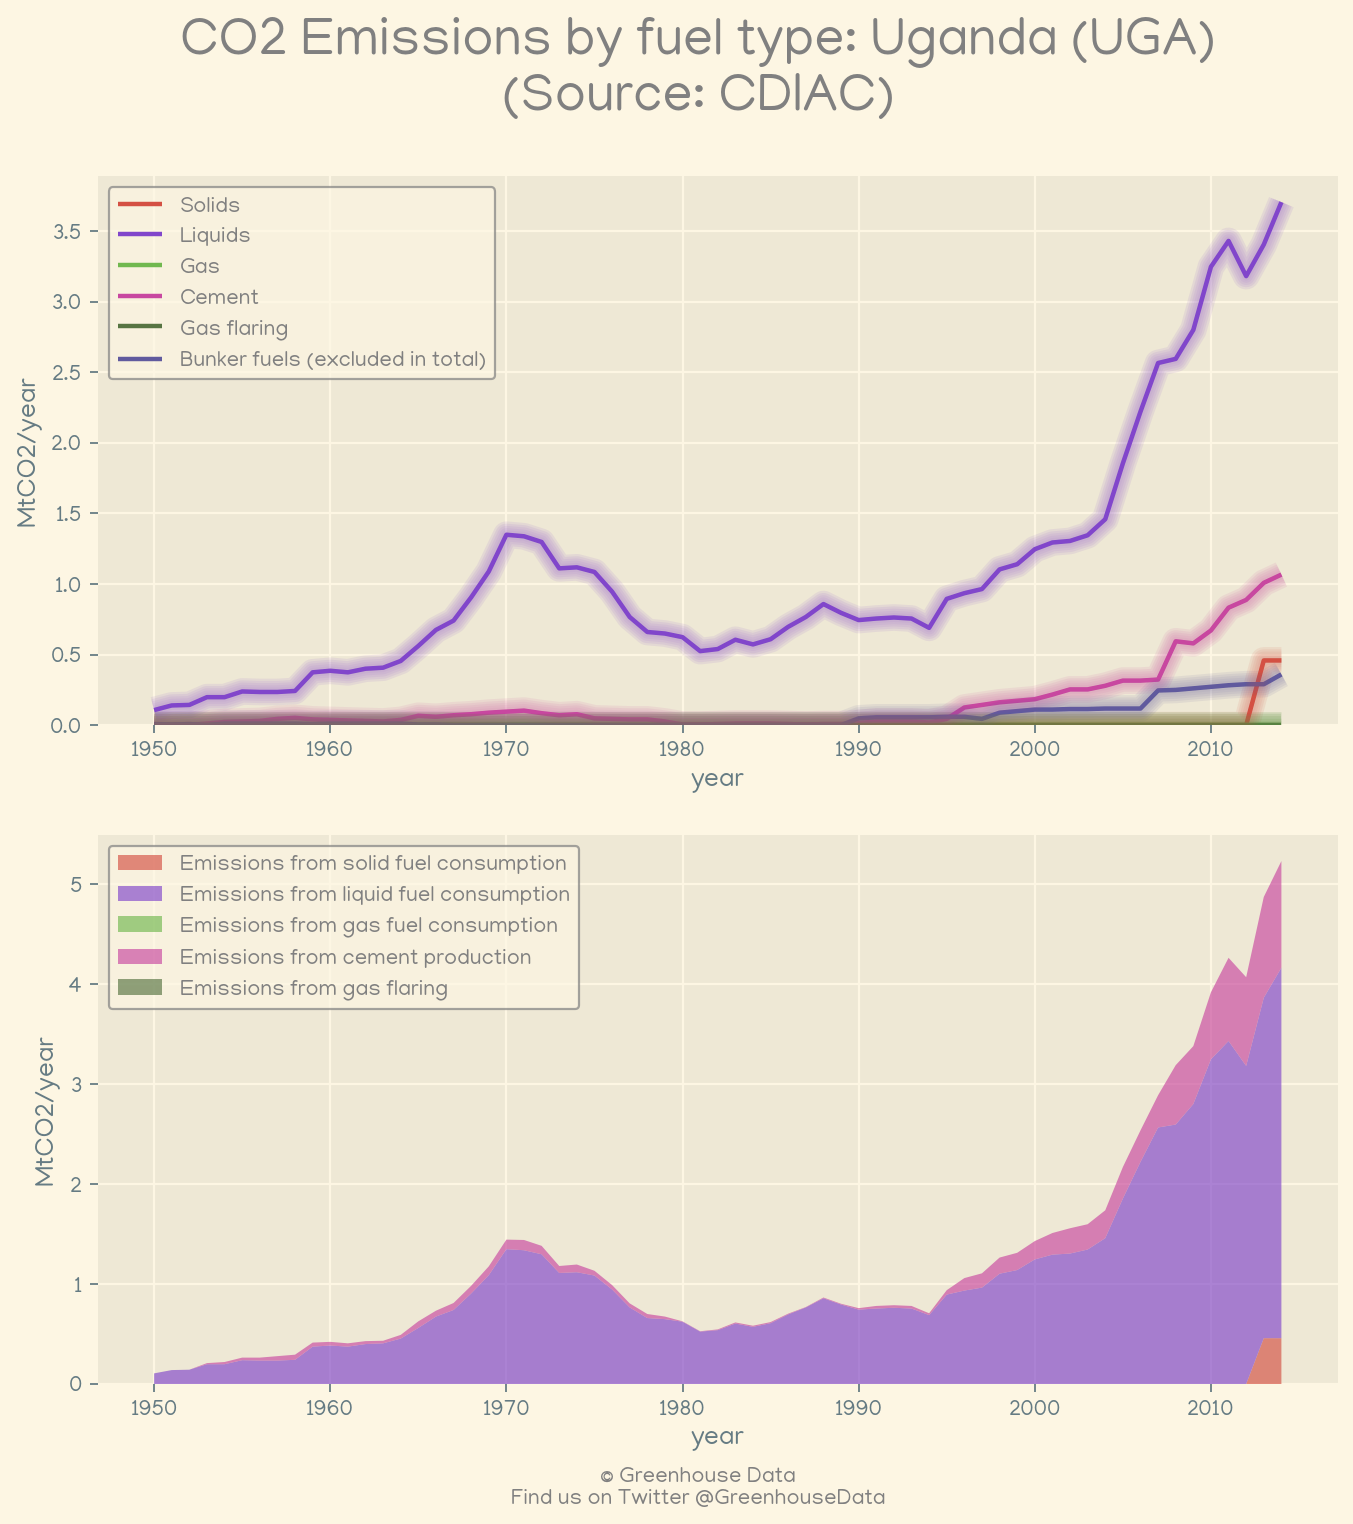 CO2 Emissions by fuel type: Uganda (UGA)
(Source: CDIAC)
Solids
Liquids
Gas
Cement
Gas flaring
Bunker fuels (excluded in total)
MtCO2/year
3.5
3.0
2.5
2.0
1.5
1.0
0.5
0.0
1950 1960 1970 1980 1990 2000 2010
year
Emissions from solid fuel consumption
Emissions from liquid fuel consumption
Emissions from gas fuel consumption
Emissions from cement production
Emissions from gas flaring
MtCO2/year
5
4
3
2
1
0
1950 1960 1970 1980 1990 2000 2010
year
© Greenhouse Data
Find us on Twitter @GreenhouseData